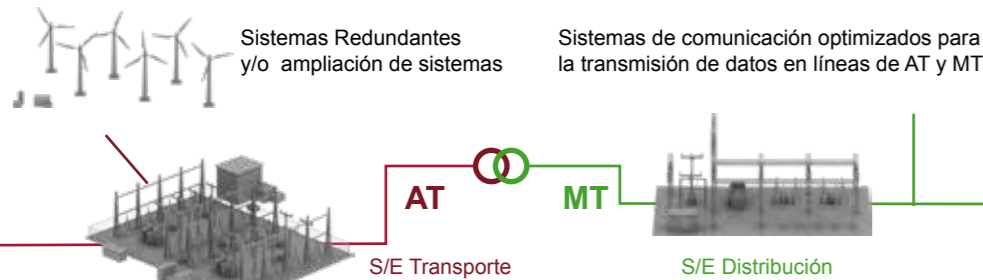 Sistemas Redundantes
y/o ampliación de sistemas
Sistemas de comunicación optimizados para
la transmisión de datos en líneas de AT y MT
AT
MT
S/E Transporte
S/E Distribución